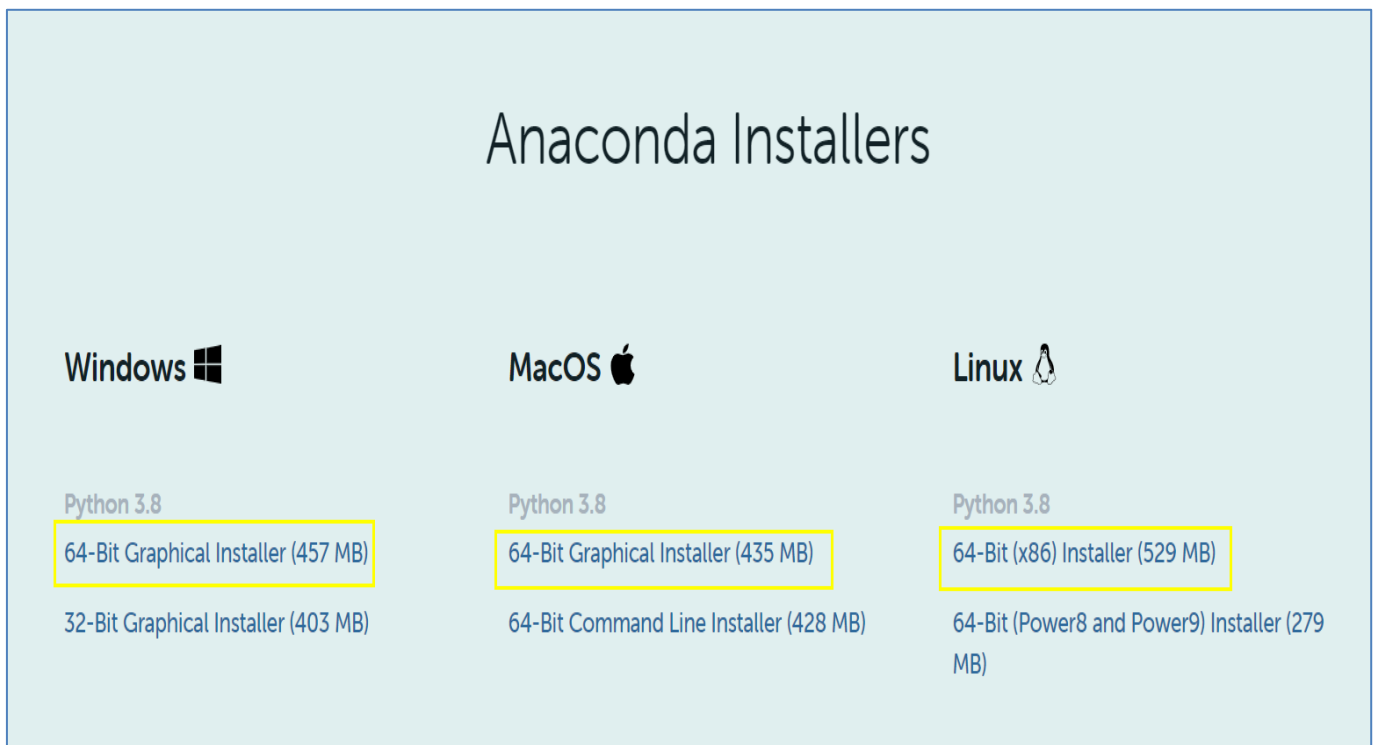 Anaconda Installers
Windows
MacOS
Linux
Python 3.8
64-Bit Graphical Installer (457 MB)
32-Bit Graphical Installer (403 MB)
Python 3.8
64-Bit Graphical Installer (435 MB)
64-Bit Command Line Installer (428 MB)
Python 3.8
64-Bit (x86) Installer (529 MB)
64-Bit (Power8 and Power9) Installer (279
MB)